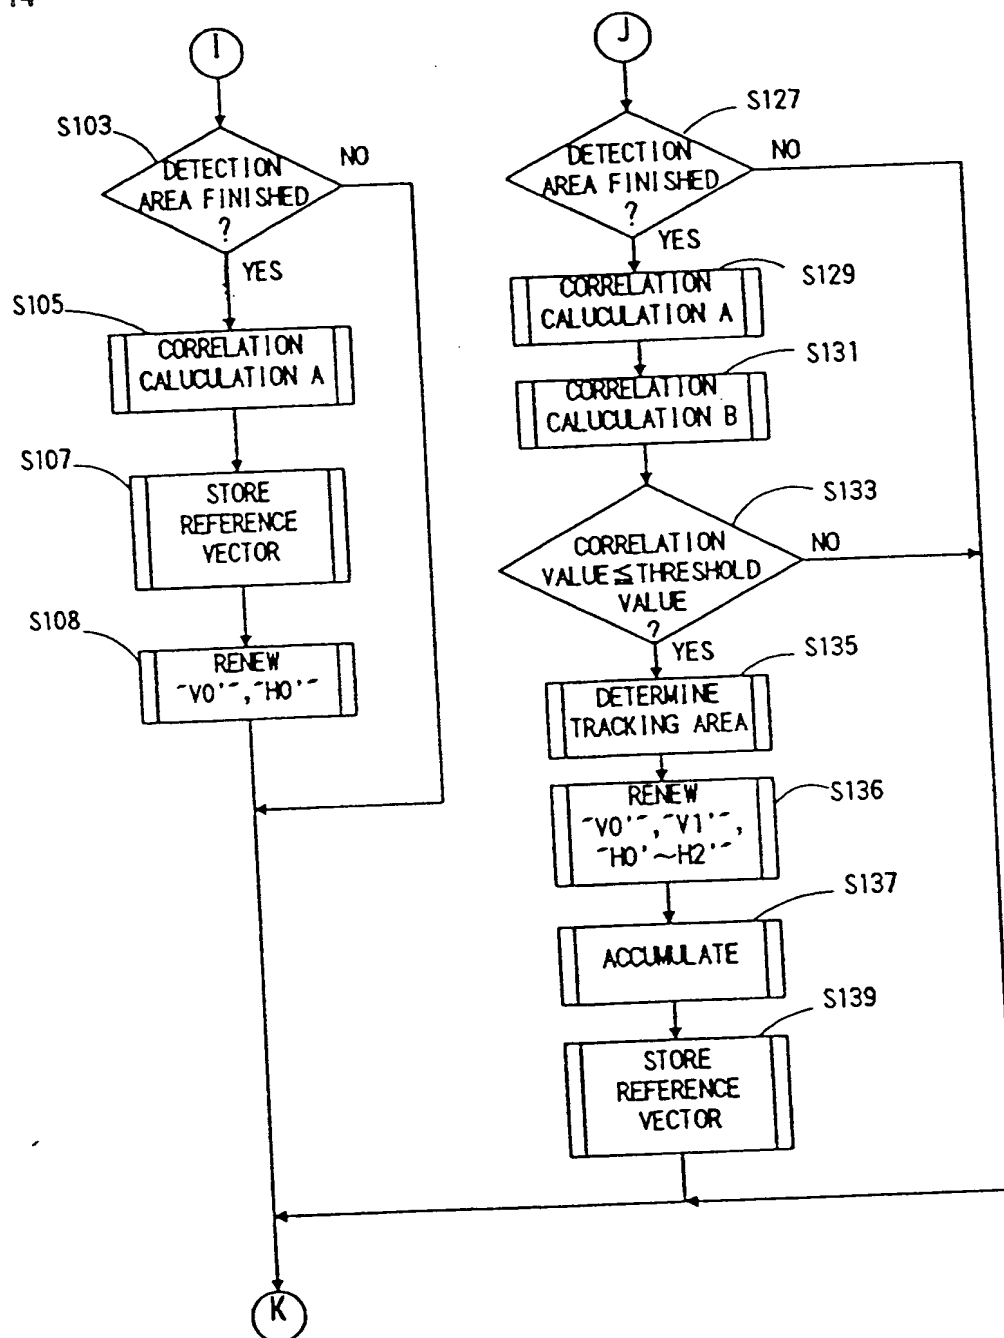 14
I
S103
DETECTION
AREA FINISHED
?
NO
YES
S105
CORRELATION
CALUCULATION A
S107
STORE
REFERENCE
VECTOR
S108
RENEW
"V0'", "H0'"
J
S127
DETECTION
AREA FINISHED
?
NO
YES
S129
CORRELATION
CALUCULATION A
S131
CORRELATION
CALUCULATION B
S133
CORRELATION
VALUE≦THRESHOLD
VALUE
?
NO
YES
S135
DETERMINE
TRACKING AREA
S136
RENEW
"V0'", "V1'",
"H0'~H2'"
S137
ACCUMULATE
S139
STORE
REFERENCE
VECTOR
K